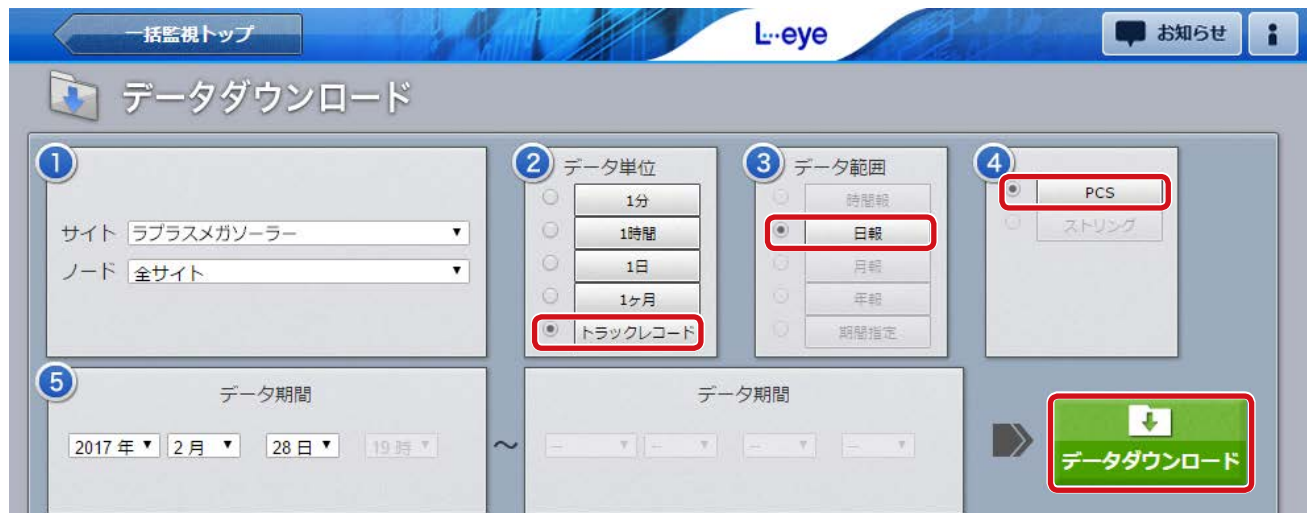 一括監視トップ
L・・eye
お知らせ
i
データダウンロード
1
サイト ラプラスメガソーラー
ノード 全サイト
2 データ単位
1分
1時間
1日
1ヶ月
トラックレコード
3 データ範囲
時間報
日報
月報
年報
期間指定
4
PCS
ストリング
5 データ期間
2017 年 2 月 28 日 19 時
～
データ期間
-- -- -- --
データダウンロード